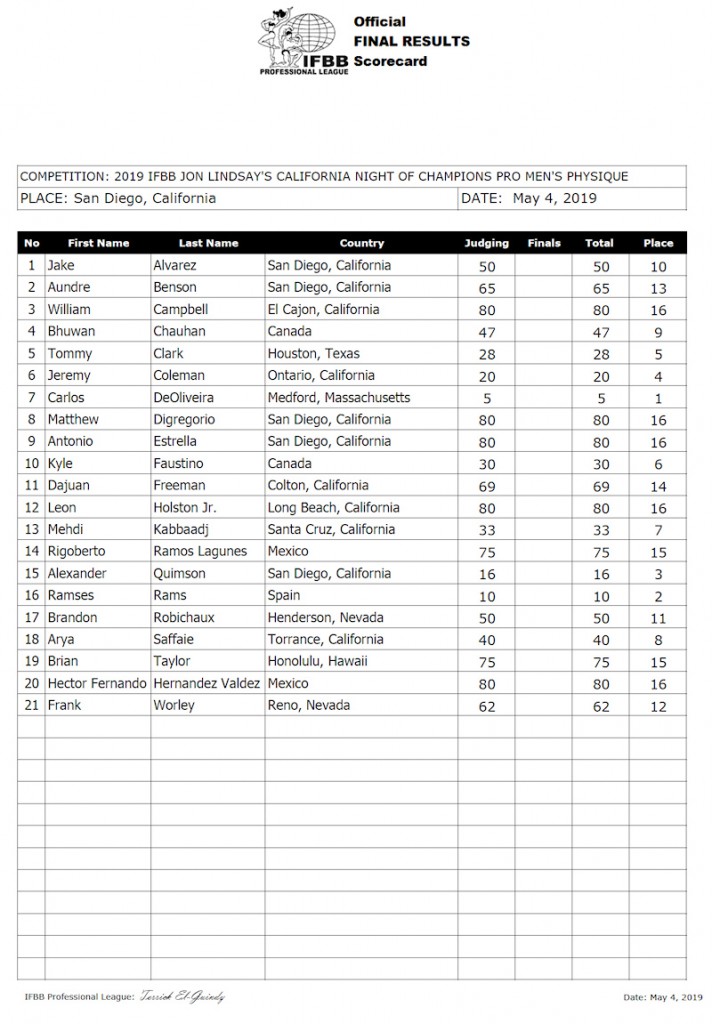 Official
FINAL RESULTS
IFBB Scorecard
PROFESSIONAL LEAGUE
COMPETITION: 2019 IFBB JON LINDSAY'S CALIFORNIA NIGHT OF CHAMPIONS PRO MEN'S PHYSIQUE
PLACE: San Diego, California DATE: May 4, 2019
No First Name Last Name Country Judging Finals Total Place
1 Jake Alvarez San Diego, California 50 50 10
2 Aundre Benson San Diego, California 65 65 13
3 William Campbell El Cajon, California 80 80 16
4 Bhuwan Chauhan Canada 47 47 9
5 Tommy Clark Houston, Texas 28 28 5
6 Jeremy Coleman Ontario, California 20 20 4
7 Carlos DeOliveira Medford, Massachusetts 5 5 1
8 Matthew Digregorio San Diego, California 80 80 16
9 Antonio Estrella San Diego, California 80 80 16
10 Kyle Faustino Canada 30 30 6
11 Dajuan Freeman Colton, California 69 69 14
12 Leon Holston Jr. Long Beach, California 80 80 16
13 Mehdi Kabbaadj Santa Cruz, California 33 33 7
14 Rigoberto Ramos Lagunes Mexico 75 75 15
15 Alexander Quimson San Diego, California 16 16 3
16 Ramses Rams Spain 10 10 2
17 Brandon Robichaux Henderson, Nevada 50 50 11
18 Arya Saffaie Torrance, California 40 40 8
19 Brian Taylor Honolulu, Hawaii 75 75 15
20 Hector Fernando Hernandez Valdez Mexico 80 80 16
21 Frank Worley Reno, Nevada 62 62 12
IFBB Professional League: Tarrick El-Guindy Date: May 4, 2019